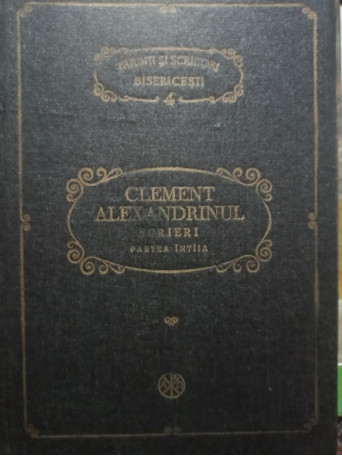 PĂRINȚI ȘI SCRIITORI
BISERICEȘTI
4
CLEMENT
ALEXANDRINUL
SCRIERI
PARTEA ÎNTÎIA